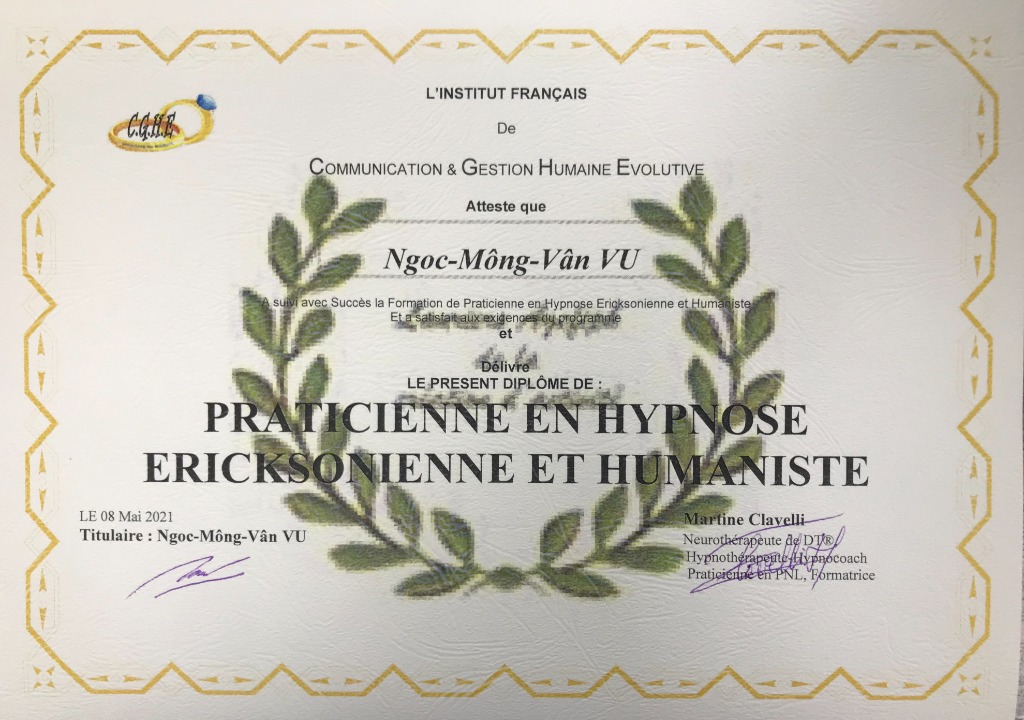 C.G.H.E
L'INSTITUT FRANÇAIS
De
COMMUNICATION & GESTION HUMAINE EVOLUTIVE
Atteste que
Ngoc-Mông-Vân VU
A suivi avec Succès la Formation de Praticienne en Hypnose Ericksonienne et Humaniste
Et a satisfait aux exigences du programme
et
Délivre
LE PRESENT DIPLÔME DE :
PRATICIENNE EN HYPNOSE
ERICKSONIENNE ET HUMANISTE
LE 08 Mai 2021
Titulaire : Ngoc-Mông-Vân VU
Martine Clavelli
Neurothérapeute de DT®,
Hypnothérapeute-Hypnocoach
Praticienne en PNL, Formatrice